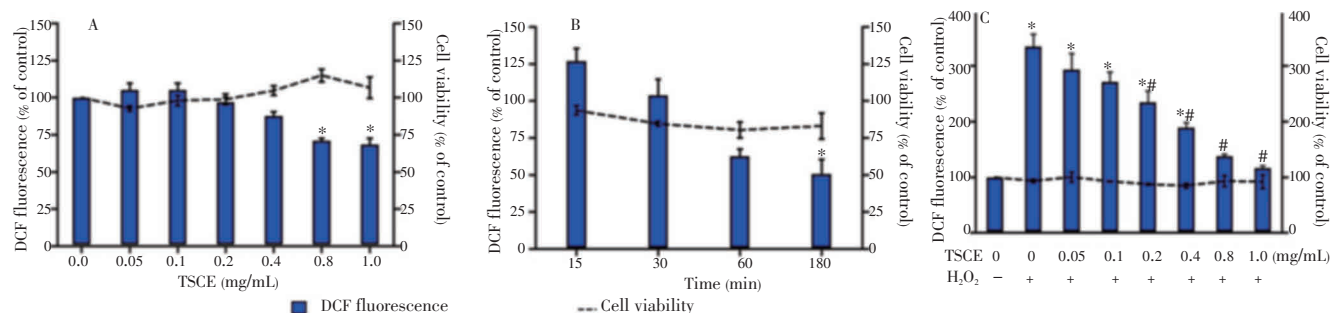 A
DCF fluorescence (% of control)
150
125
100
75
50
25
0
150
125
100
75
50
25
0
Cell viability (% of control)
* *
0.0 0.05 0.1 0.2 0.4 0.8 1.0
TSCE (mg/mL)
B
DCF fluorescence (% of control)
150
125
100
75
50
25
0
150
125
100
75
50
25
0
Cell viability (% of control)
*
15 30 60 180
Time (min)
C
DCF fluorescence (% of control)
400
300
200
100
0
400
300
200
100
0
Cell viability (% of control)
* * * *# *# # #
TSCE 0 0 0.05 0.1 0.2 0.4 0.8 1.0 (mg/mL)
H₂O₂ − + + + + + + +
DCF fluorescence
Cell viability